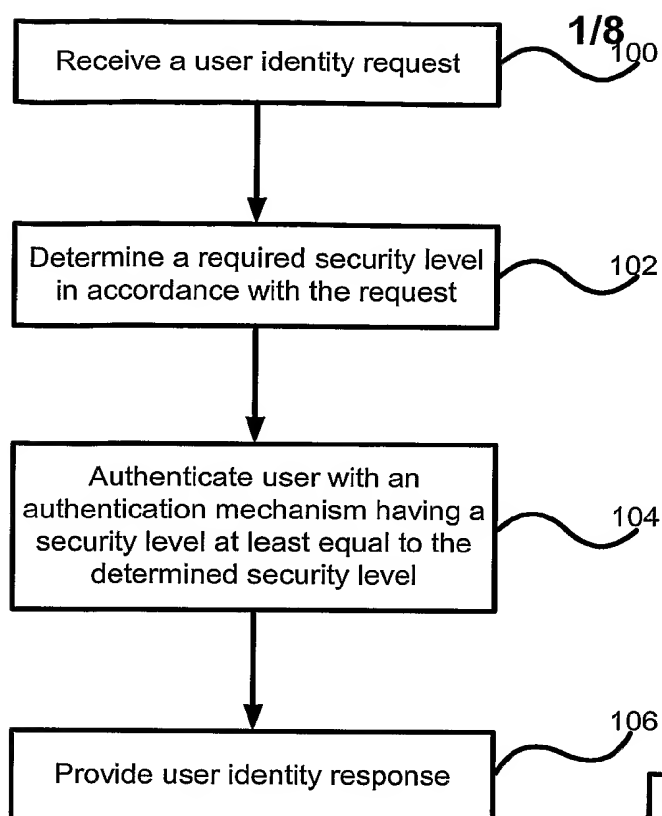 1/8
Receive a user identity request
100
Determine a required security level
in accordance with the request
102
Authenticate user with an
authentication mechanism having a
security level at least equal to the
determined security level
104
Provide user identity response
106